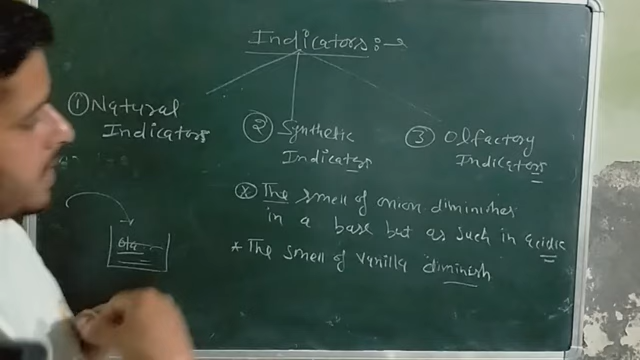 Indicators:→
① Natural
Indicators
② Synthetic
Indicators
③ Olfactory
Indicators
The smell of onion diminishes
in a base but as such in acidic
* The smell of vanilla diminish